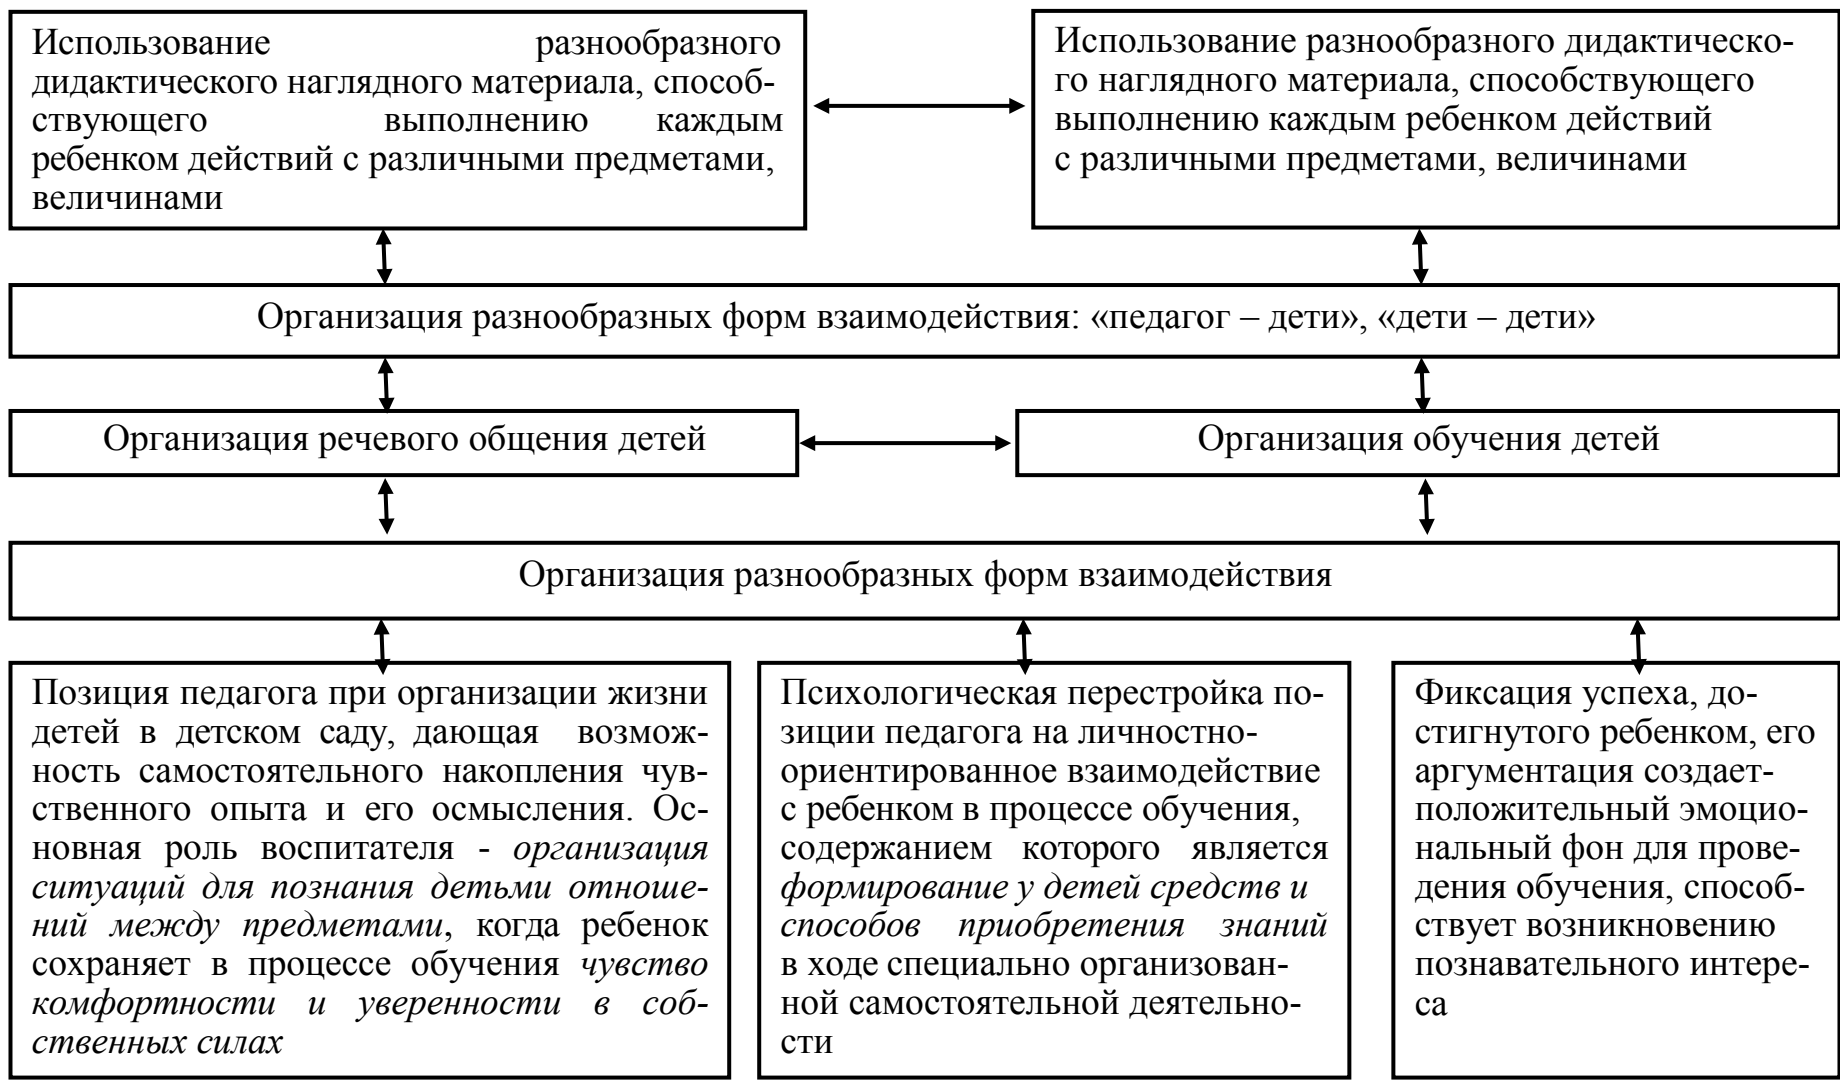 Использование разнообразного
дидактического наглядного материала, способ-
ствующего выполнению каждым
ребенком действий с различными предметами,
величинами
Использование разнообразного дидактическо-
го наглядного материала, способствующего
выполнению каждым ребенком действий
с различными предметами, величинами
Организация разнообразных форм взаимодействия: «педагог – дети», «дети – дети»
Организация речевого общения детей
Организация обучения детей
Организация разнообразных форм взаимодействия
Позиция педагога при организации жизни
детей в детском саду, дающая возмож-
ность самостоятельного накопления чув-
ственного опыта и его осмысления. Ос-
новная роль воспитателя - организация
ситуаций для познания детьми отноше-
ний между предметами, когда ребенок
сохраняет в процессе обучения чувство
комфортности и уверенности в соб-
ственных силах
Психологическая перестройка по-
зиции педагога на личностно-
ориентированное взаимодействие
с ребенком в процессе обучения,
содержанием которого является
формирование у детей средств и
способов приобретения знаний
в ходе специально организован-
ной самостоятельной деятельно-
сти
Фиксация успеха, до-
стигнутого ребенком, его
аргументация создает-
положительный эмоцио-
нальный фон для прове-
дения обучения, способ-
ствует возникновению
познавательного интере-
са